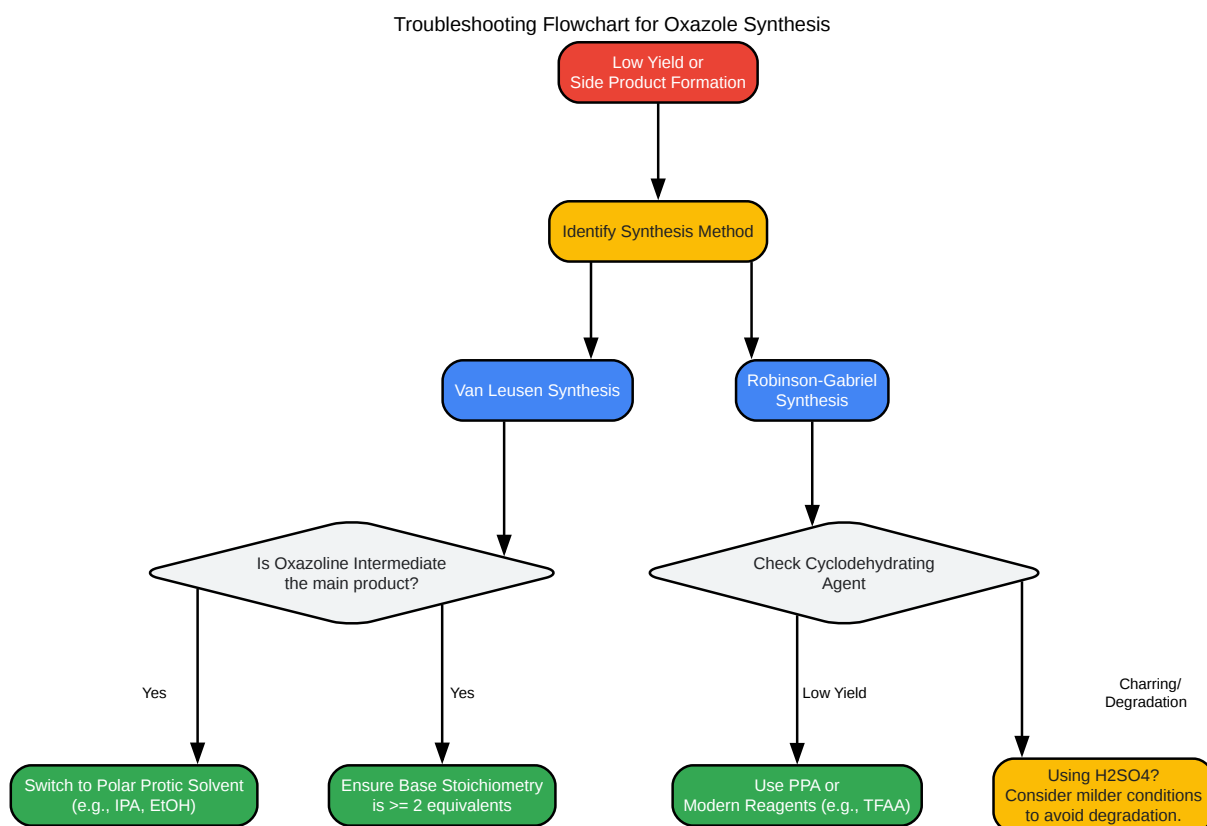 Troubleshooting Flowchart for Oxazole Synthesis
Low Yield or
Side Product Formation
Identify Synthesis Method
Van Leusen Synthesis
Robinson-Gabriel
Synthesis
Is Oxazoline Intermediate
the main product?
Check Cyclodehydrating
Agent
Yes
Yes
Low Yield
Charring/
Degradation
Switch to Polar Protic Solvent
(e.g., IPA, EtOH)
Ensure Base Stoichiometry
is >= 2 equivalents
Use PPA or
Modern Reagents (e.g., TFAA)
Using H2SO4?
Consider milder conditions
to avoid degradation.